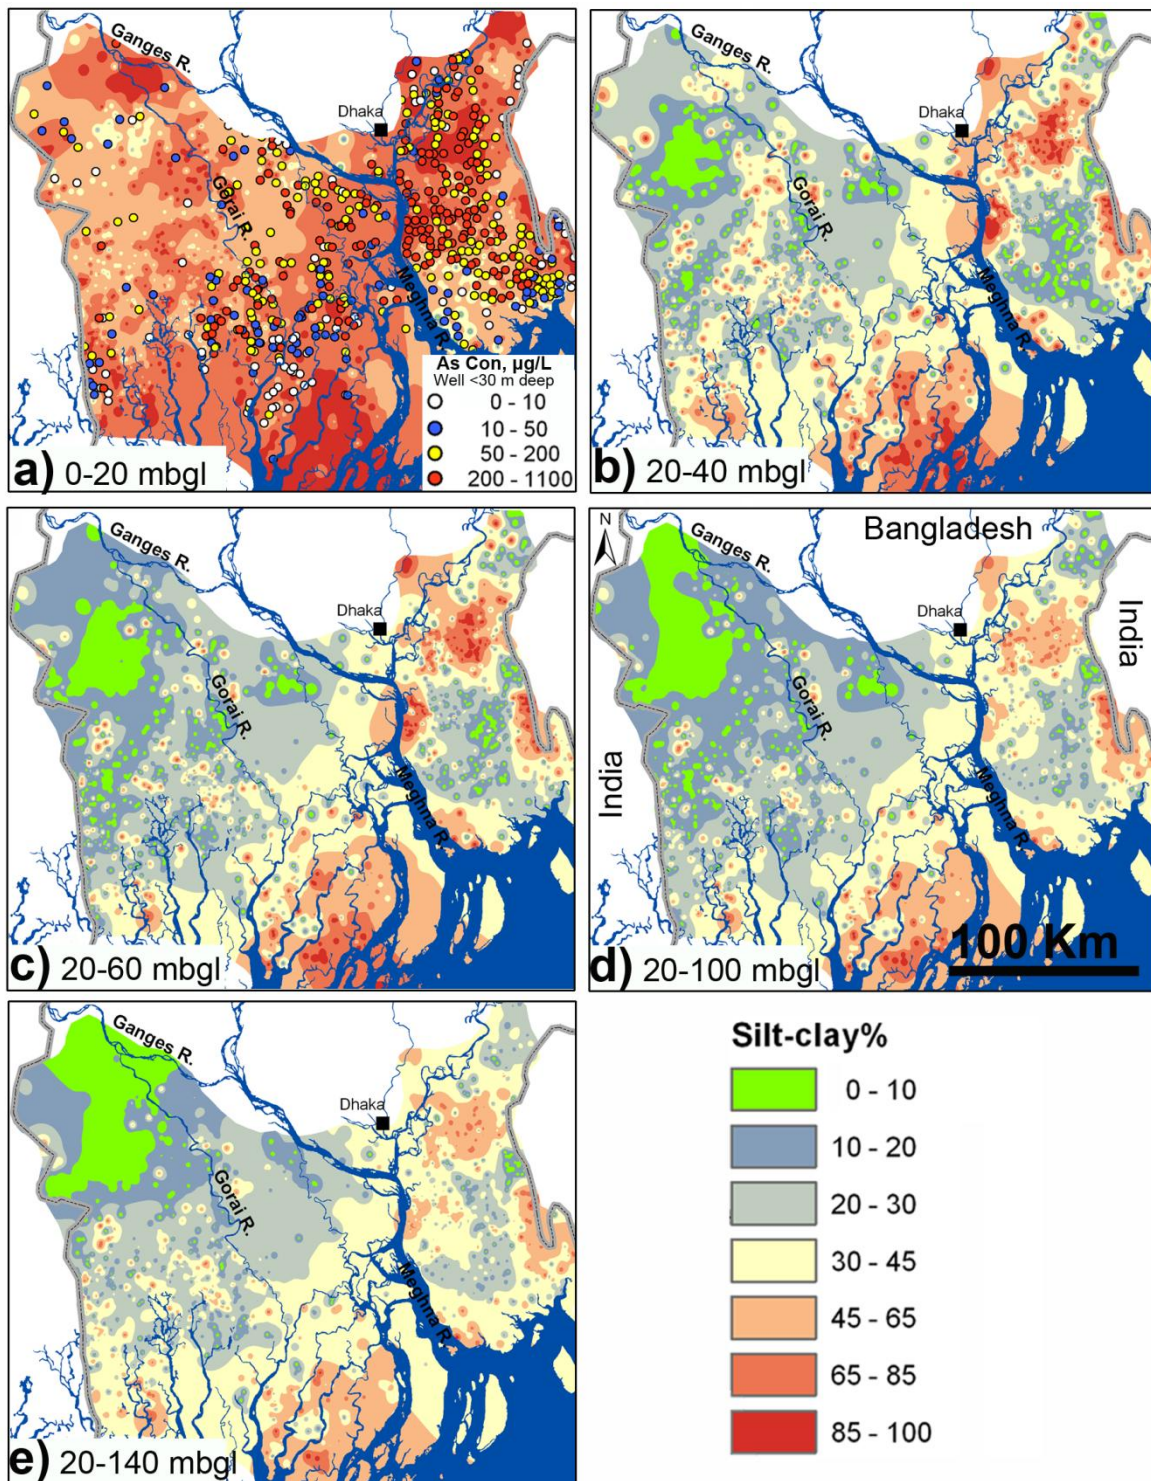 Ganges R.
Dhaka
Gorai R.
Meghna R.
As Con, µg/L
Well <30 m deep
0 - 10
10 - 50
50 - 200
200 - 1100
a) 0-20 mbgl
Ganges R.
Dhaka
Gorai R.
Meghna R.
b) 20-40 mbgl
Ganges R.
Dhaka
Gorai R.
Meghna R.
c) 20-60 mbgl
N
Bangladesh
Ganges R.
Dhaka
India
Gorai R.
India
Meghna R.
100 Km
d) 20-100 mbgl
Ganges R.
Dhaka
Gorai R.
Meghna R.
e) 20-140 mbgl
Silt-clay%
0 - 10
10 - 20
20 - 30
30 - 45
45 - 65
65 - 85
85 - 100